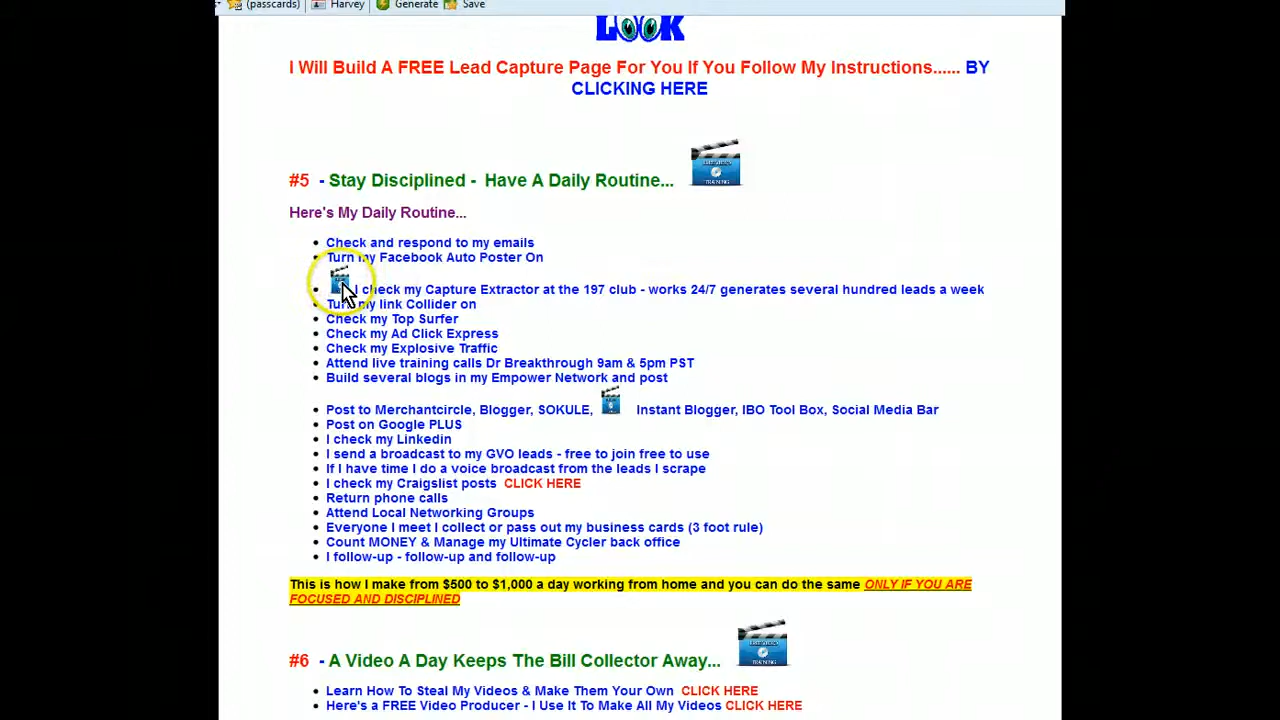 (passcards) Harvey Generate Save
LOOK
I Will Build A FREE Lead Capture Page For You If You Follow My Instructions...... BY
CLICKING HERE
#5 - Stay Disciplined - Have A Daily Routine...
Here's My Daily Routine...
Check and respond to my emails
Turn my Facebook Auto Poster On
I check my Capture Extractor at the 197 club - works 24/7 generates several hundred leads a week
Turn my link Collider on
Check my Top Surfer
Check my Ad Click Express
Check my Explosive Traffic
Attend live training calls Dr Breakthrough 9am & 5pm PST
Build several blogs in my Empower Network and post
Post to Merchantcircle, Blogger, SOKULE, Instant Blogger, IBO Tool Box, Social Media Bar
Post on Google PLUS
I check my Linkedin
I send a broadcast to my GVO leads - free to join free to use
If I have time I do a voice broadcast from the leads I scrape
I check my Craigslist posts CLICK HERE
Return phone calls
Attend Local Networking Groups
Everyone I meet I collect or pass out my business cards (3 foot rule)
Count MONEY & Manage my Ultimate Cycler back office
I follow-up - follow-up and follow-up
This is how I make from $500 to $1,000 a day working from home and you can do the same ONLY IF YOU ARE
FOCUSED AND DISCIPLINED
#6 - A Video A Day Keeps The Bill Collector Away...
Learn How To Steal My Videos & Make Them Your Own CLICK HERE
Here's a FREE Video Producer - I Use It To Make All My Videos CLICK HERE